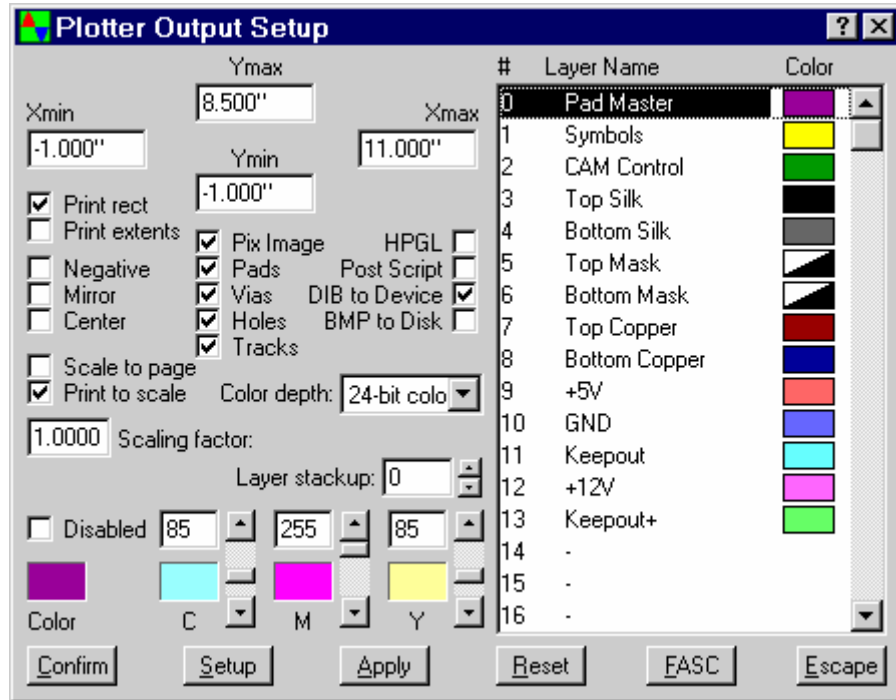 Plotter Output Setup
Ymax
8.500"
Xmin
-1.000"
Xmax
11.000"
Ymin
-1.000"
Print rect
Print extents
Negative
Mirror
Center
Scale to page
Print to scale
Pix Image
Pads
Vias
Holes
Tracks
HPGL
Post Script
DIB to Device
BMP to Disk
Color depth: 24-bit colo
1.0000 Scaling factor:
Layer stackup: 0
Disabled 85 255 85
Color C M Y
# Layer Name Color
0 Pad Master
1 Symbols
2 CAM Control
3 Top Silk
4 Bottom Silk
5 Top Mask
6 Bottom Mask
7 Top Copper
8 Bottom Copper
9 +5V
10 GND
11 Keepout
12 +12V
13 Keepout+
14 -
15 -
16 -
Confirm Setup Apply Reset FASC Escape